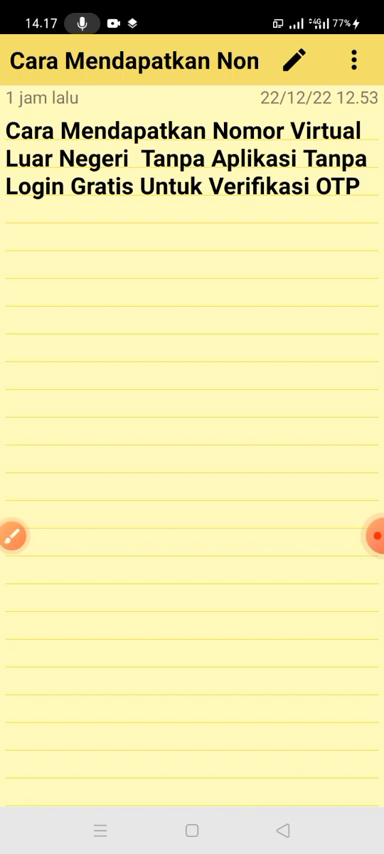 14.17
4G
77%
Cara Mendapatkan Non
1 jam lalu
22/12/22 12.53
Cara Mendapatkan Nomor Virtual
Luar Negeri Tanpa Aplikasi Tanpa
Login Gratis Untuk Verifikasi OTP